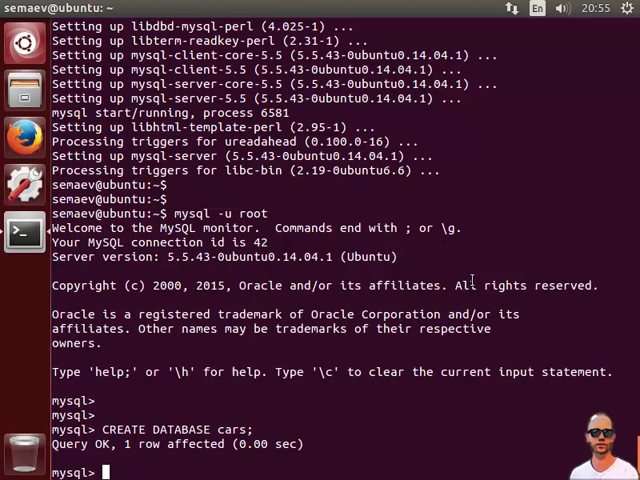 semaev@ubuntu: ~
En
20:55
Setting up libdbd-mysql-perl (4.025-1) ...
Setting up libterm-readkey-perl (2.31-1) ...
Setting up mysql-client-core-5.5 (5.5.43-0ubuntu0.14.04.1) ...
Setting up mysql-client-5.5 (5.5.43-0ubuntu0.14.04.1) ...
Setting up mysql-server-core-5.5 (5.5.43-0ubuntu0.14.04.1) ...
Setting up mysql-server-5.5 (5.5.43-0ubuntu0.14.04.1) ...
mysql start/running, process 6581
Setting up libhtml-template-perl (2.95-1) ...
Processing triggers for ureadahead (0.100.0-16) ...
Setting up mysql-server (5.5.43-0ubuntu0.14.04.1) ...
Processing triggers for libc-bin (2.19-0ubuntu6.6) ...
semaev@ubuntu:~$
semaev@ubuntu:~$
semaev@ubuntu:~$ mysql -u root
Welcome to the MySQL monitor.  Commands end with ; or \g.
Your MySQL connection id is 42
Server version: 5.5.43-0ubuntu0.14.04.1 (Ubuntu)
Copyright (c) 2000, 2015, Oracle and/or its affiliates. All rights reserved.
Oracle is a registered trademark of Oracle Corporation and/or its
affiliates. Other names may be trademarks of their respective
owners.
Type 'help;' or '\h' for help. Type '\c' to clear the current input statement.
mysql>
mysql>
mysql> CREATE DATABASE cars;
Query OK, 1 row affected (0.00 sec)
mysql>